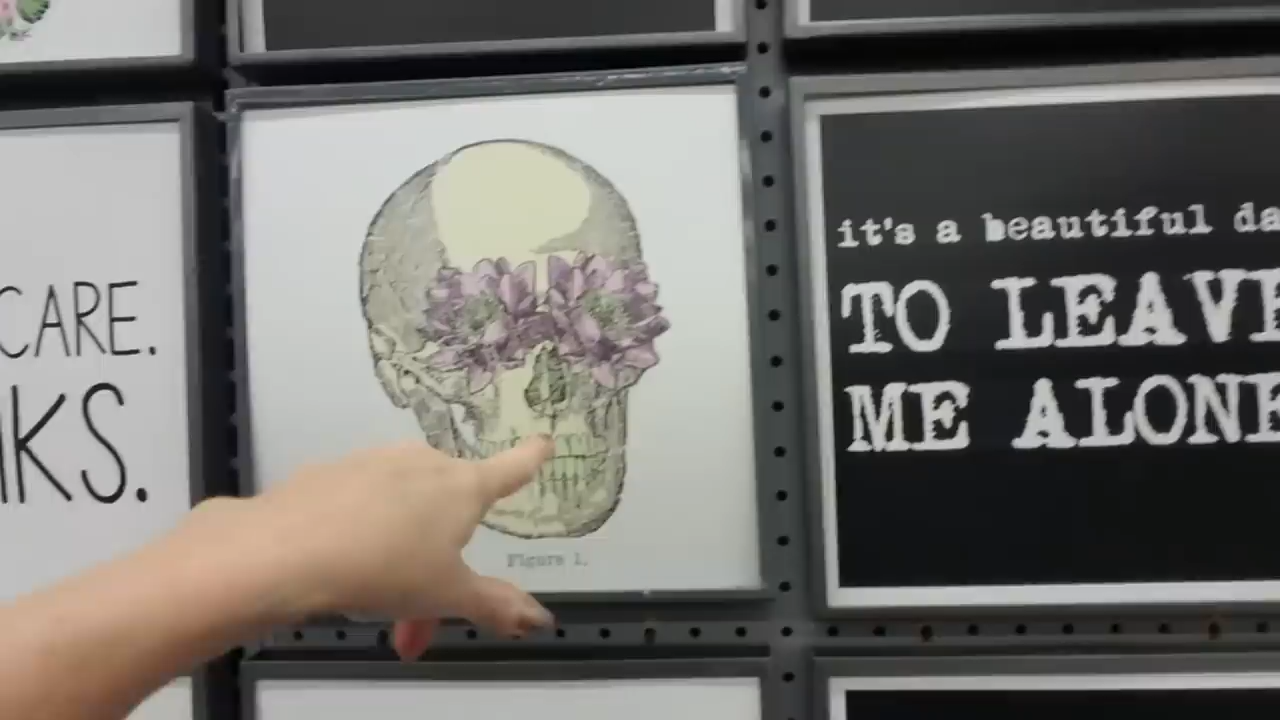 CARE.
KS.
Figure 1.
it's a beautiful da
TO LEAVE
ME ALONE